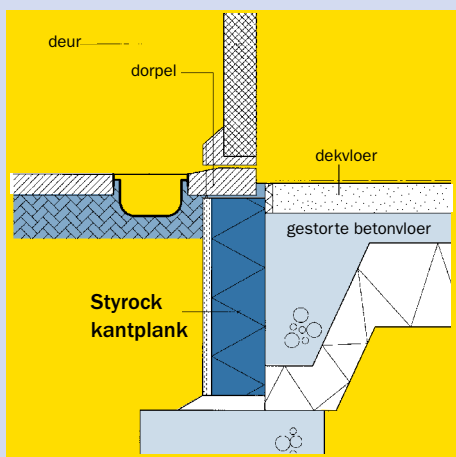 deur
dorpel
dekvloer
gestorte betonvloer
Styrock
kantplank